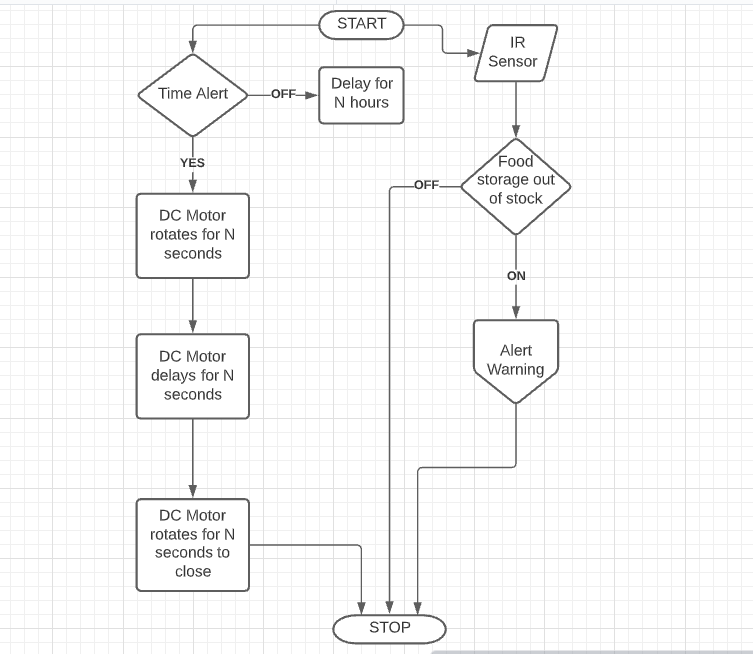 START
IR
Sensor
Time Alert
OFF
Delay for
N hours
YES
Food
storage out
of stock
OFF
DC Motor
rotates for N
seconds
ON
DC Motor
delays for N
seconds
Alert
Warning
DC Motor
rotates for N
seconds to
close
STOP